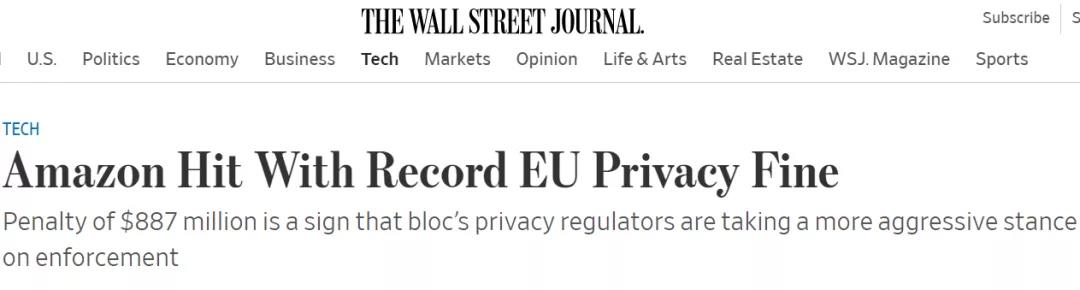 THE WALL STREET JOURNAL.
Subscribe
U.S. Politics Economy Business Tech Markets Opinion Life & Arts Real Estate WSJ. Magazine Sports
TECH
Amazon Hit With Record EU Privacy Fine
Penalty of $887 million is a sign that bloc’s privacy regulators are taking a more aggressive stance
on enforcement